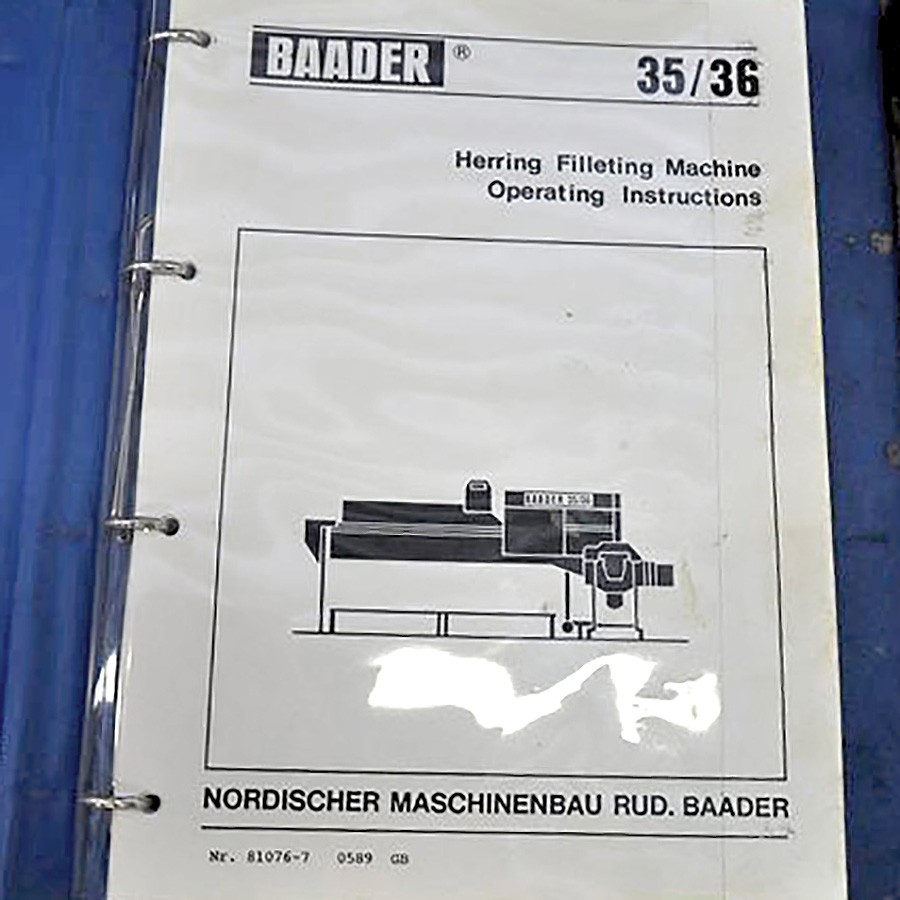 BAADER ®
35/36
Herring Filleting Machine
Operating Instructions
BAADER 35/36
NORDISCHER MASCHINENBAU RUD. BAADER
Nr. 81076-7 0589 GB